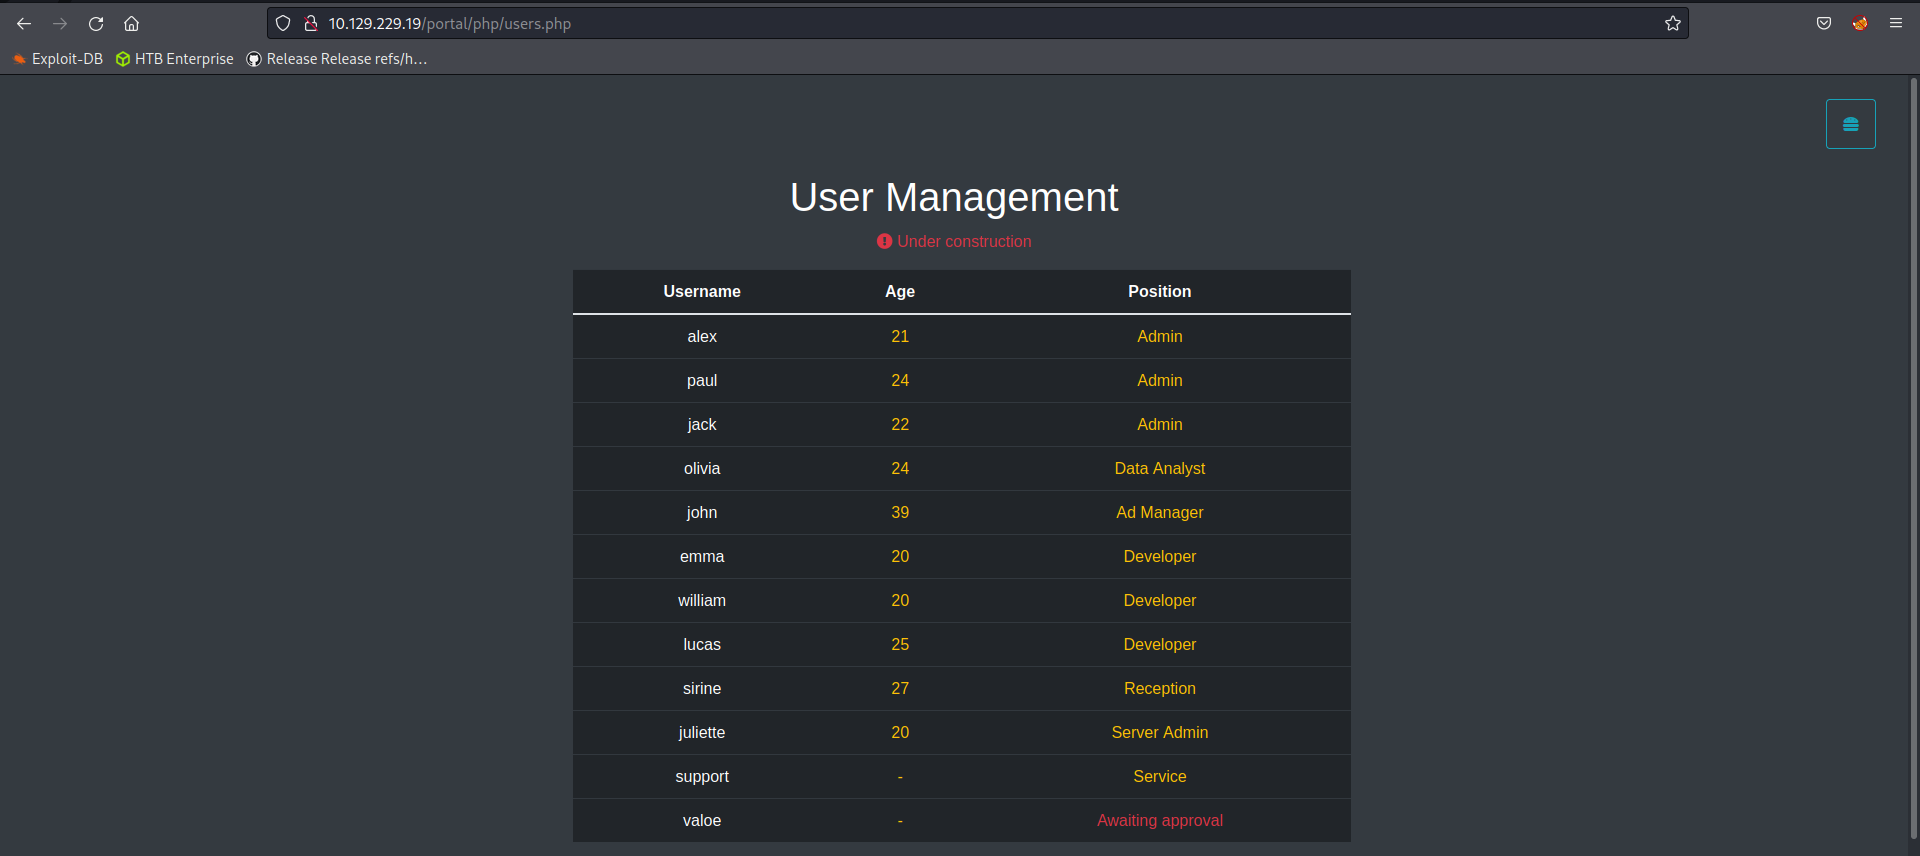 10.129.229.19/portal/php/users.php
Exploit-DB HTB Enterprise Release Release refs/h…
User Management
Under construction
Username Age Position
alex 21 Admin
paul 24 Admin
jack 22 Admin
olivia 24 Data Analyst
john 39 Ad Manager
emma 20 Developer
william 20 Developer
lucas 25 Developer
sirine 27 Reception
juliette 20 Server Admin
support - Service
valoe - Awaiting approval